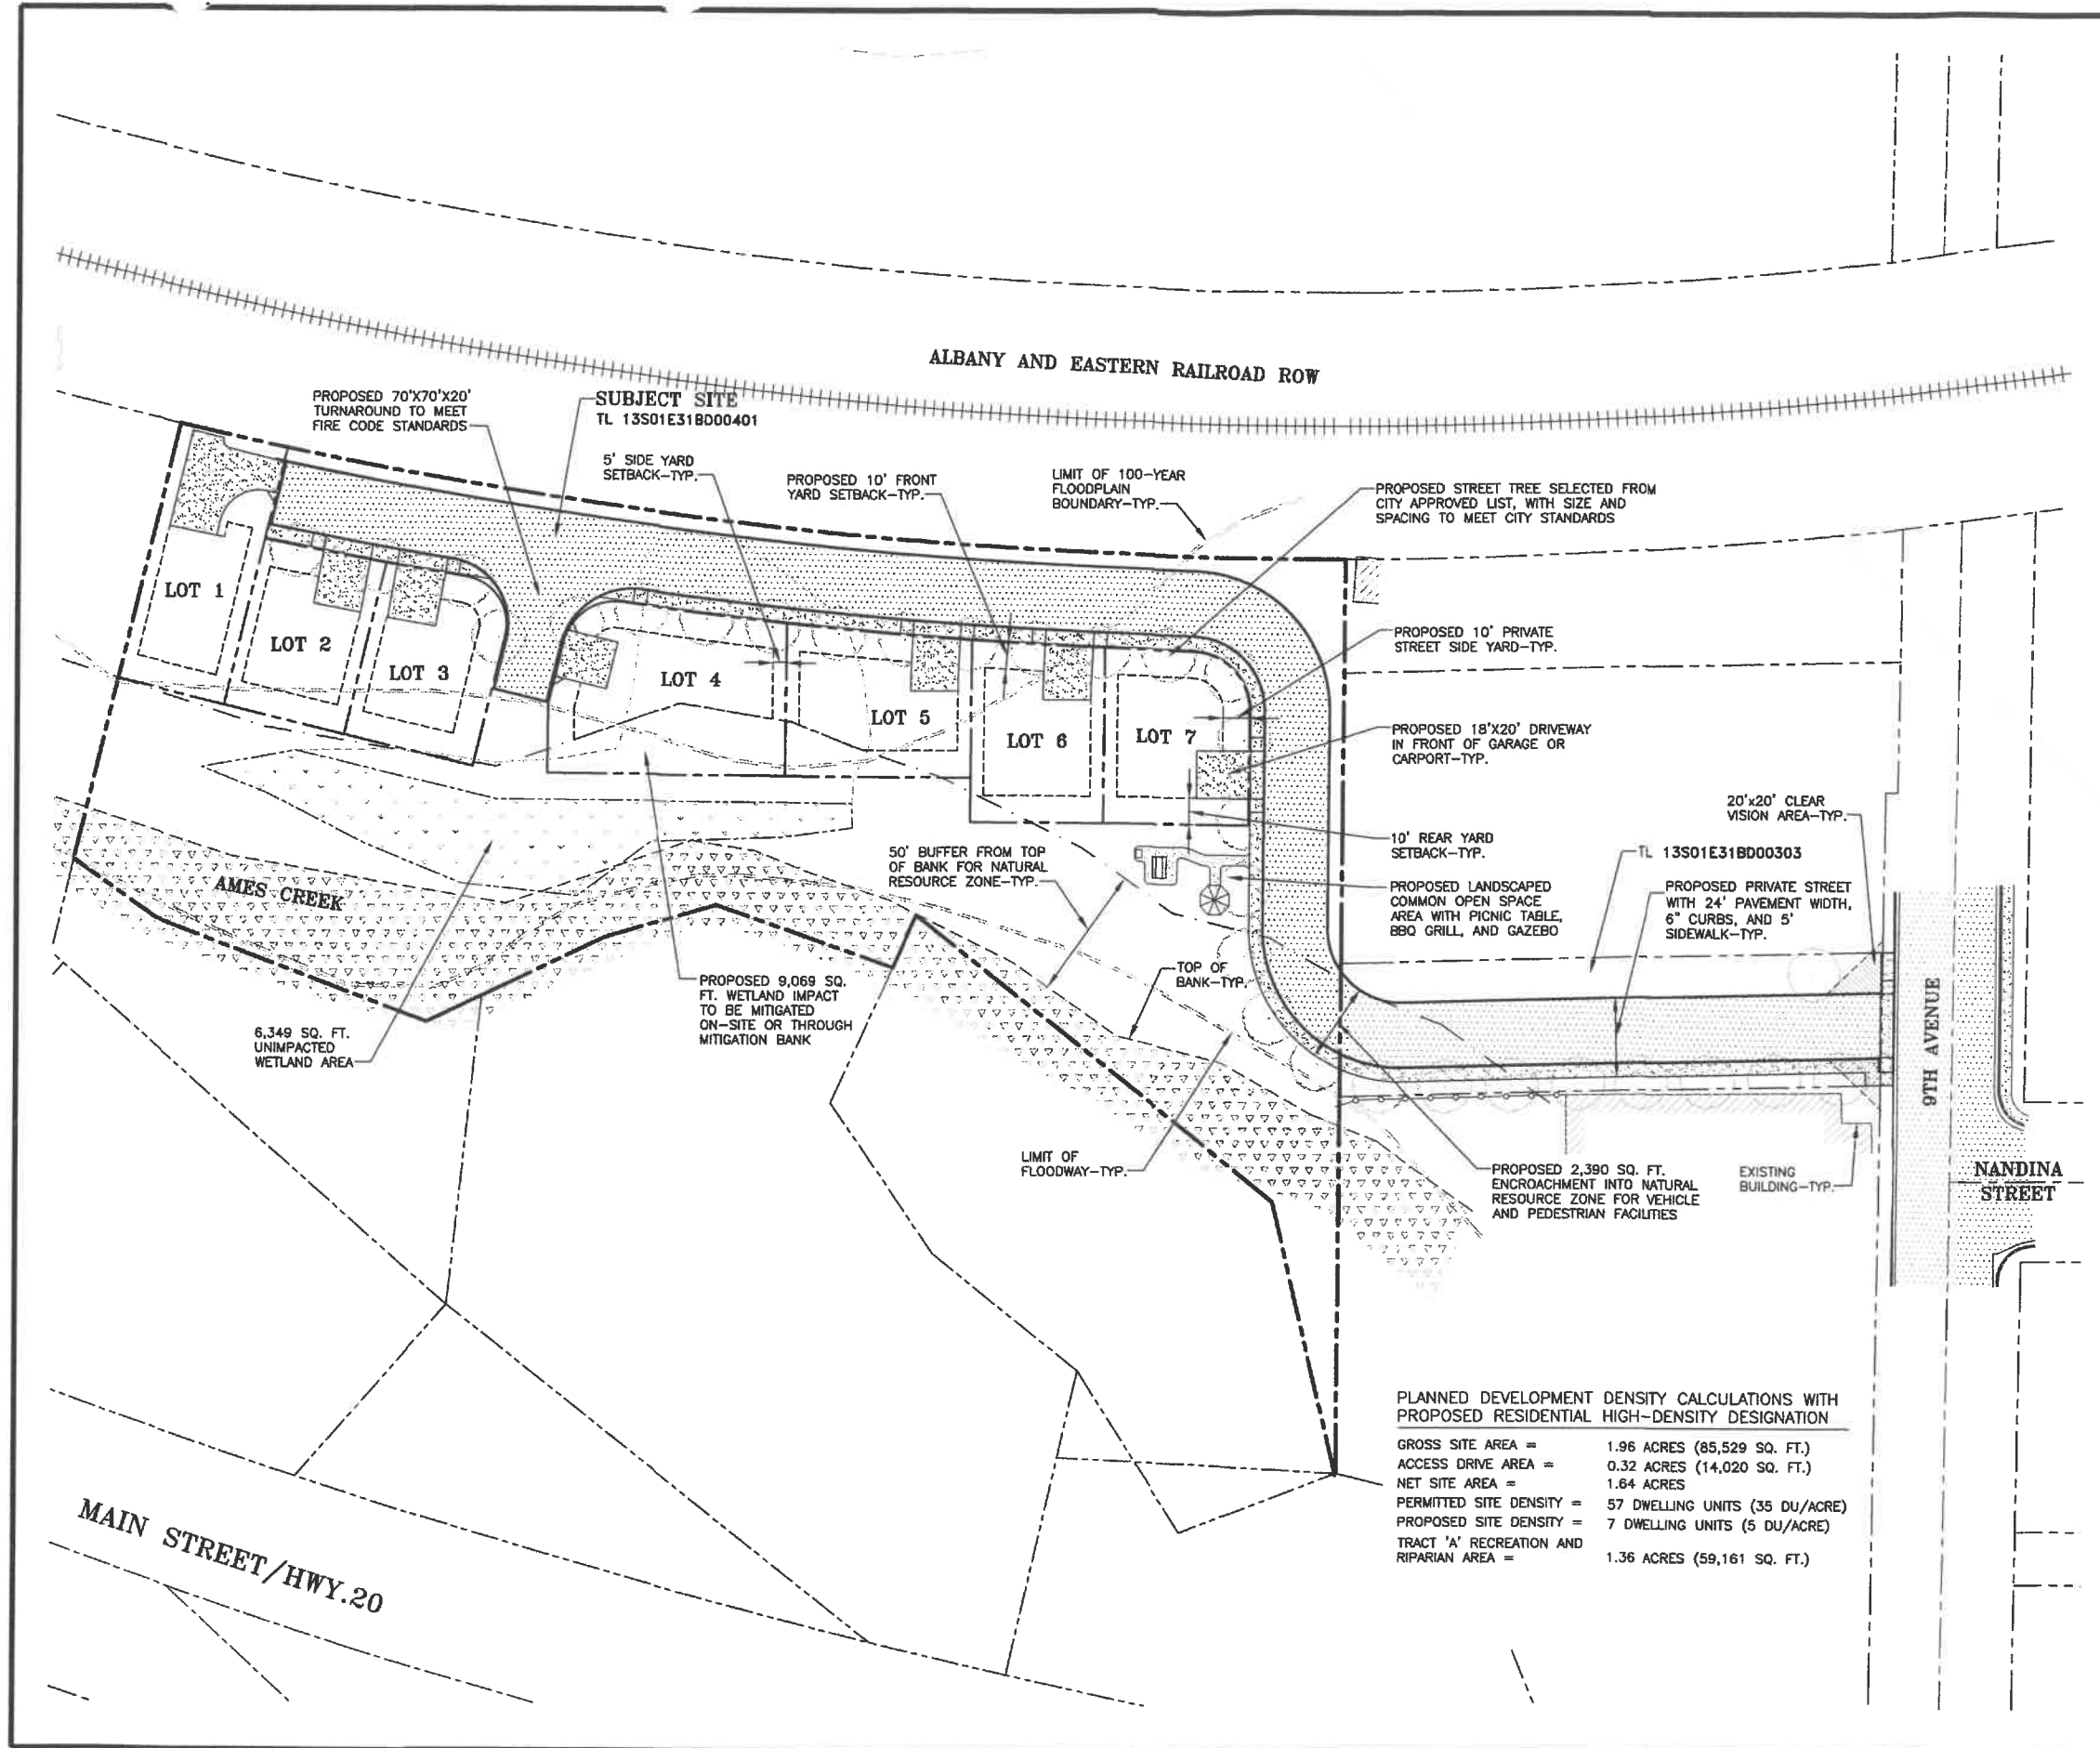 ALBANY AND EASTERN RAILROAD ROW
PROPOSED 70'X70'X20'
TURNAROUND TO MEET
FIRE CODE STANDARDS
SUBJECT SITE
TL 13S01E31BD00401
5' SIDE YARD
SETBACK-TYP.
PROPOSED 10' FRONT
YARD SETBACK-TYP.
LIMIT OF 100-YEAR
FLOODPLAIN
BOUNDARY-TYP.
PROPOSED STREET TREE SELECTED FROM
CITY APPROVED LIST, WITH SIZE AND
SPACING TO MEET CITY STANDARDS
LOT 1
LOT 2
LOT 3
LOT 4
LOT 5
LOT 6
LOT 7
PROPOSED 10' PRIVATE
STREET SIDE YARD-TYP.
PROPOSED 18'X20' DRIVEWAY
IN FRONT OF GARAGE OR
CARPORT-TYP.
20'x20' CLEAR
VISION AREA-TYP.
10' REAR YARD
SETBACK-TYP.
TL 13S01E31BD00303
50' BUFFER FROM TOP
OF BANK FOR NATURAL
RESOURCE ZONE-TYP.
PROPOSED LANDSCAPED
COMMON OPEN SPACE
AREA WITH PICNIC TABLE,
BBQ GRILL, AND GAZEBO
PROPOSED PRIVATE STREET
WITH 24' PAVEMENT WIDTH,
6" CURBS, AND 5'
SIDEWALK-TYP.
AMES CREEK
TOP OF
BANK-TYP.
PROPOSED 9,069 SQ.
FT. WETLAND IMPACT
TO BE MITIGATED
ON-SITE OR THROUGH
MITIGATION BANK
6,349 SQ. FT.
UNIMPACTED
WETLAND AREA
9TH AVENUE
LIMIT OF
FLOODWAY-TYP.
PROPOSED 2,390 SQ. FT.
ENCROACHMENT INTO NATURAL
RESOURCE ZONE FOR VEHICLE
AND PEDESTRIAN FACILITIES
EXISTING
BUILDING-TYP.
NANDINA
STREET
PLANNED DEVELOPMENT DENSITY CALCULATIONS WITH
PROPOSED RESIDENTIAL HIGH-DENSITY DESIGNATION
GROSS SITE AREA = 1.96 ACRES (85,529 SQ. FT.)
ACCESS DRIVE AREA = 0.32 ACRES (14,020 SQ. FT.)
NET SITE AREA = 1.64 ACRES
PERMITTED SITE DENSITY = 57 DWELLING UNITS (35 DU/ACRE)
PROPOSED SITE DENSITY = 7 DWELLING UNITS (5 DU/ACRE)
TRACT 'A' RECREATION AND
RIPARIAN AREA = 1.36 ACRES (59,161 SQ. FT.)
MAIN STREET/HWY.20